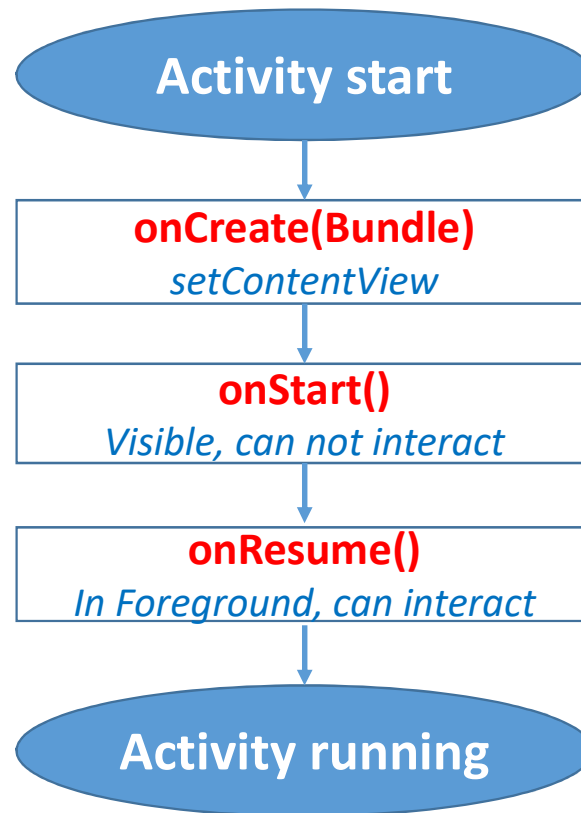 Activity start
onCreate(Bundle)
setContentView
onStart()
Visible, can not interact
onResume()
In Foreground, can interact
Activity running